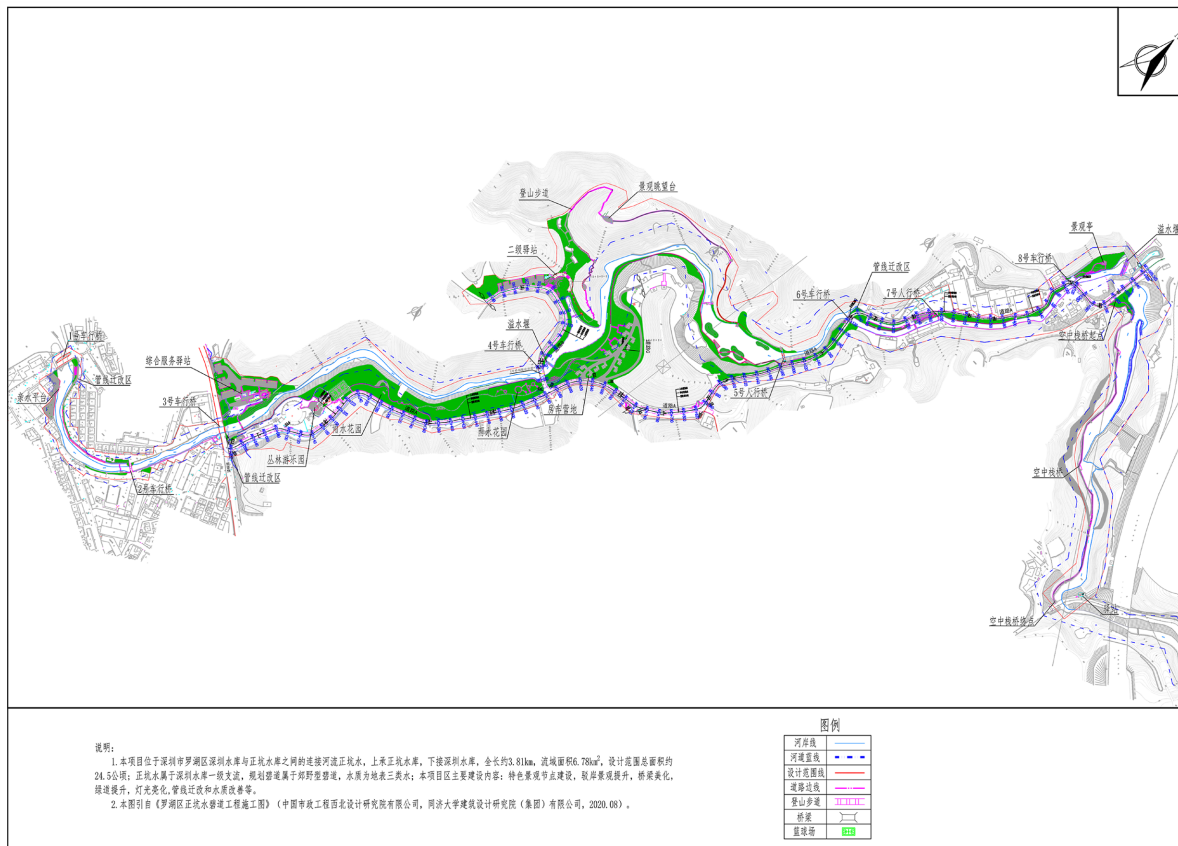 登山步道
景观眺望台
二级驿站
景观亭
溢水堰
8号车行桥
管线迁改区
7号人行桥
6号车行桥
溢水堰
4号车行桥
空中栈桥起点
1号车行桥
综合服务驿站
管线迁改区
亲水平台
3号车行桥
5号人行桥
房车营地
雨水花园
雨水花园
丛林游乐园
管线迁改区
2号车行桥
空中栈桥
驿站
空中栈桥终点
说明:
1.本项目位于深圳市罗湖区深圳水库与正坑水库之间的连接河流正坑水,上承正坑水库,下接深圳水库,全长约3.81km,流域面积6.78km²,设计范围总面积约
24.5公顷;正坑水属于深圳水库一级支流,规划碧道属于郊野型碧道,水质为地表三类水;本项目区主要建设内容:特色景观节点建设,驳岸景观提升,桥梁美化,
绿道提升,灯光亮化,管线迁改和水质改善等。
2.本图引自《罗湖区正坑水碧道工程施工图》(中国市政工程西北设计研究院有限公司,同济大学建筑设计研究院(集团)有限公司,2020.08)。
图例
河岸线
河道蓝线
设计范围线
道路边线
登山步道
桥梁
篮球场